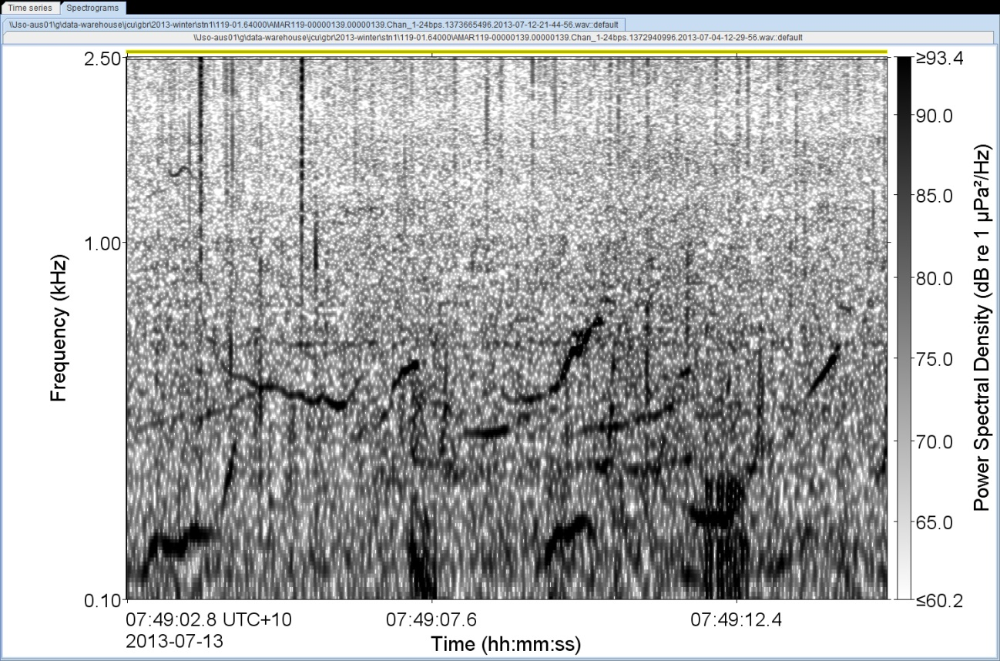 Time series
Spectrograms
\\Jso-aus01\g\data-warehouse\jcu\gbr\2013-winter\stn1\119-01.64000\AMAR119-00000139.00000139.Chan_1-24bps.1373665496.2013-07-12-21-44-56.wav::default
\\Jso-aus01\g\data-warehouse\jcu\gbr\2013-winter\stn1\119-01.64000\AMAR119-00000139.00000139.Chan_1-24bps.1372940996.2013-07-04-12-29-56.wav::default
2.50
1.00
0.10
Frequency (kHz)
07:49:02.8 UTC+10
2013-07-13
07:49:07.6
07:49:12.4
Time (hh:mm:ss)
≥93.4
90.0
85.0
80.0
75.0
70.0
65.0
≤60.2
Power Spectral Density (dB re 1 µPa²/Hz)